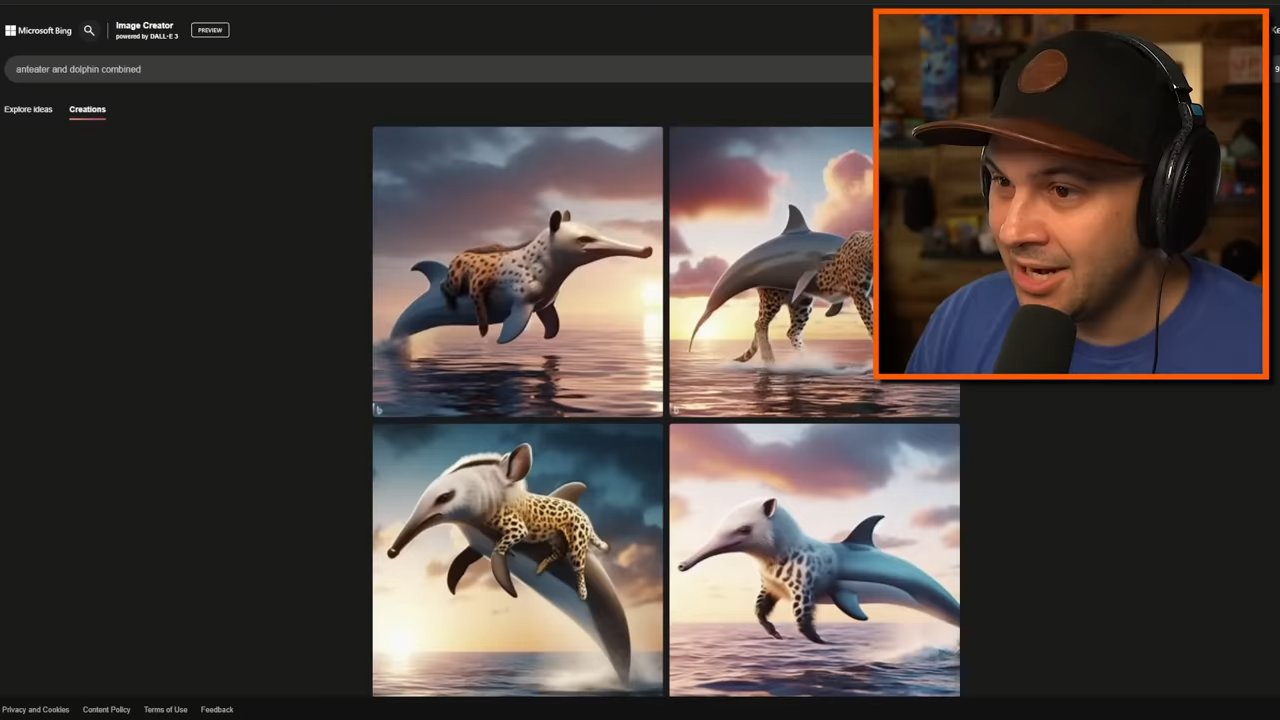 Microsoft Bing
Image Creator
powered by DALL·E 3
PREVIEW
anteater and dolphin combined
Explore ideas
Creations
Privacy and Cookies
Content Policy
Terms of Use
Feedback